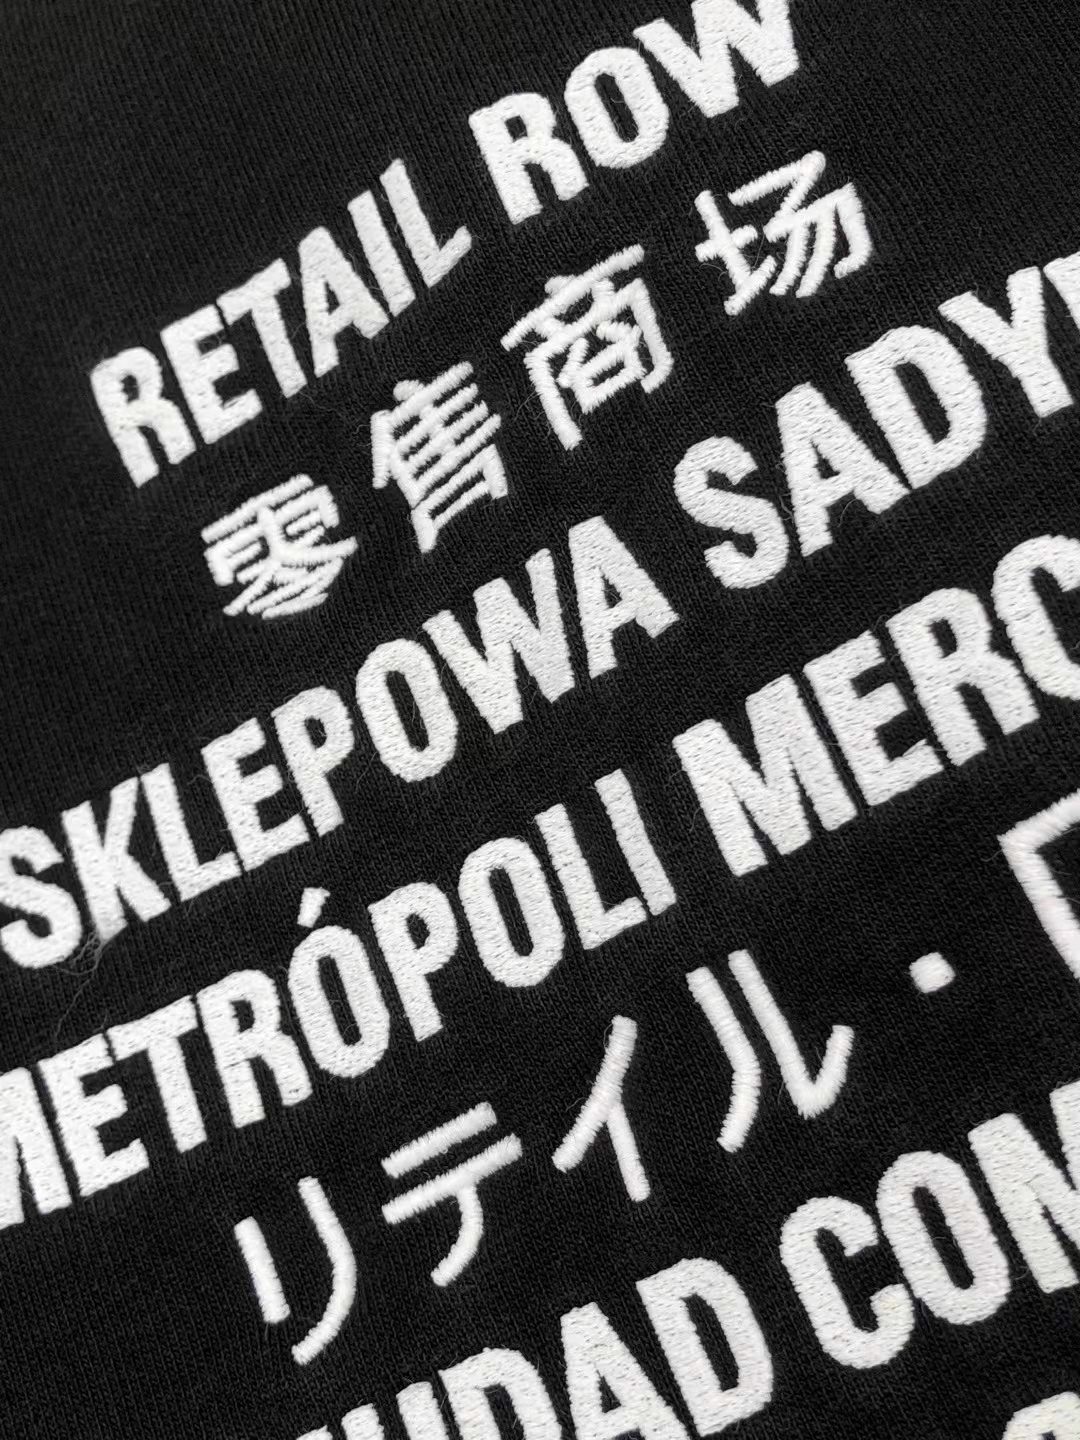 RETAIL ROW
零售商场
SKLEPOWA SADY
METRÓPOLI MERC
リテイル・
UDAD COM